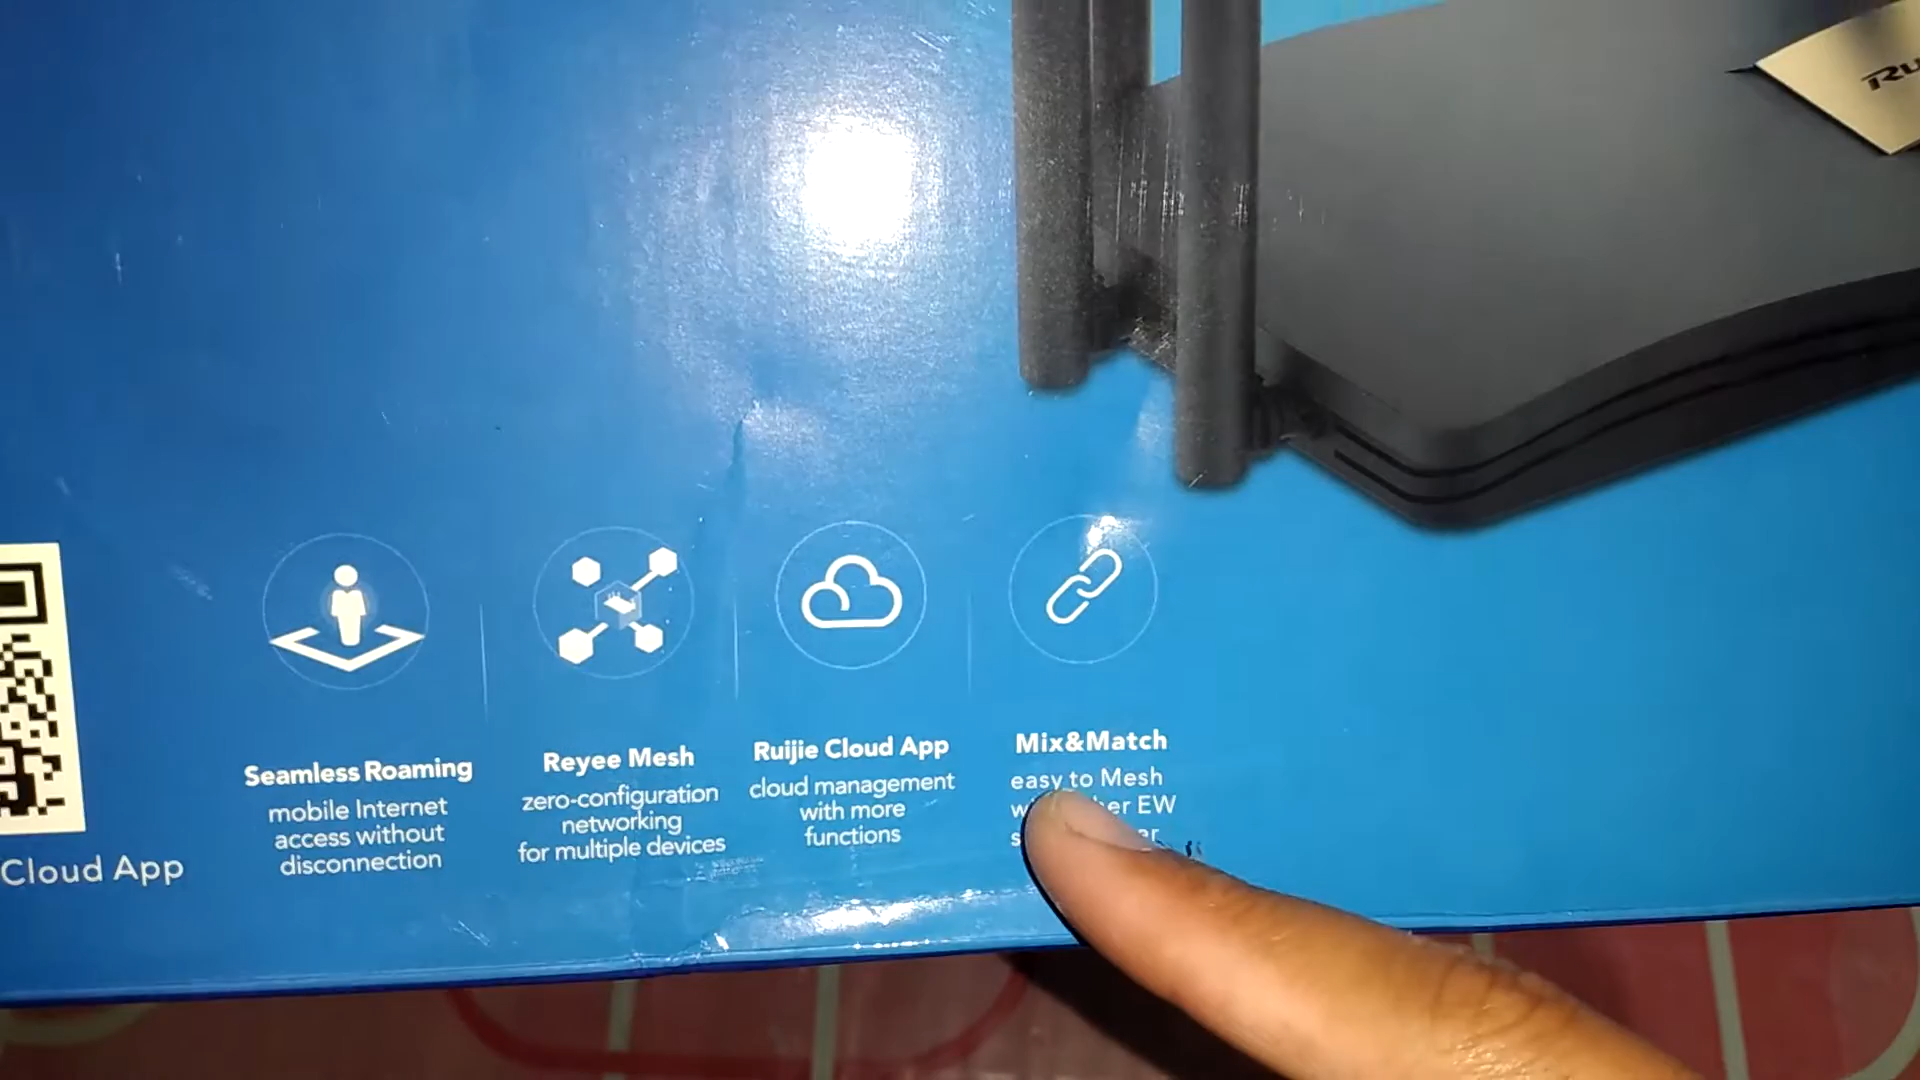 Cloud App
Seamless Roaming
mobile Internet
access without
disconnection
Reyee Mesh
zero-configuration
networking
for multiple devices
Ruijie Cloud App
cloud management
with more
functions
Mix&Match
easy to Mesh
EW